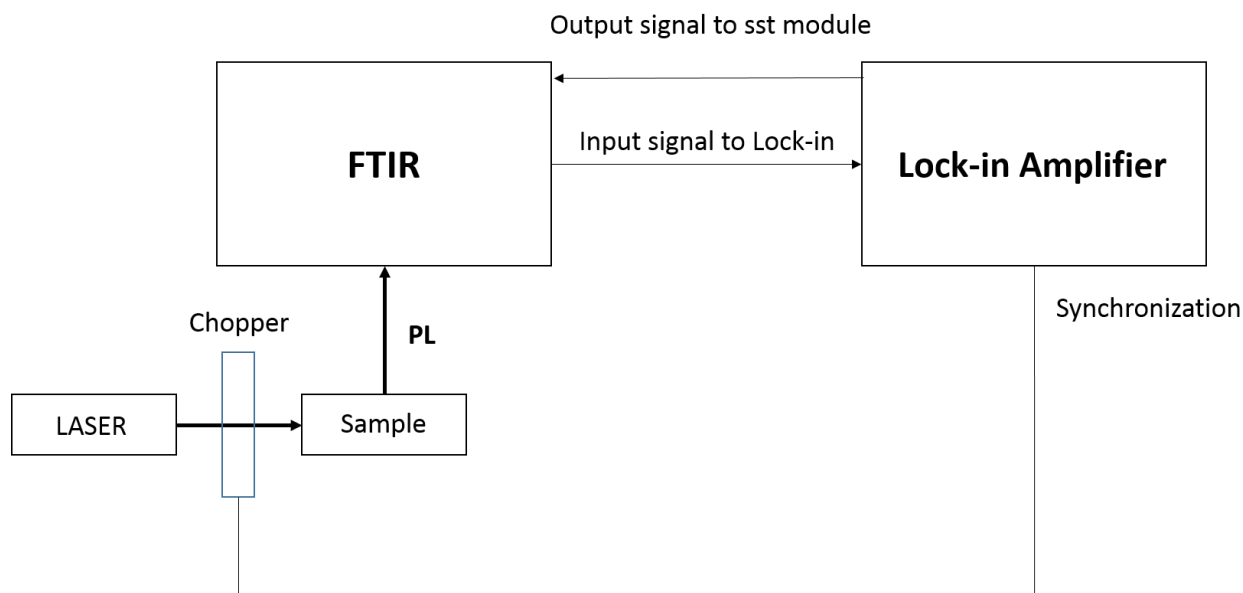 Output signal to sst module
FTIR
Input signal to Lock-in
Lock-in Amplifier
Chopper
PL
Synchronization
LASER
Sample